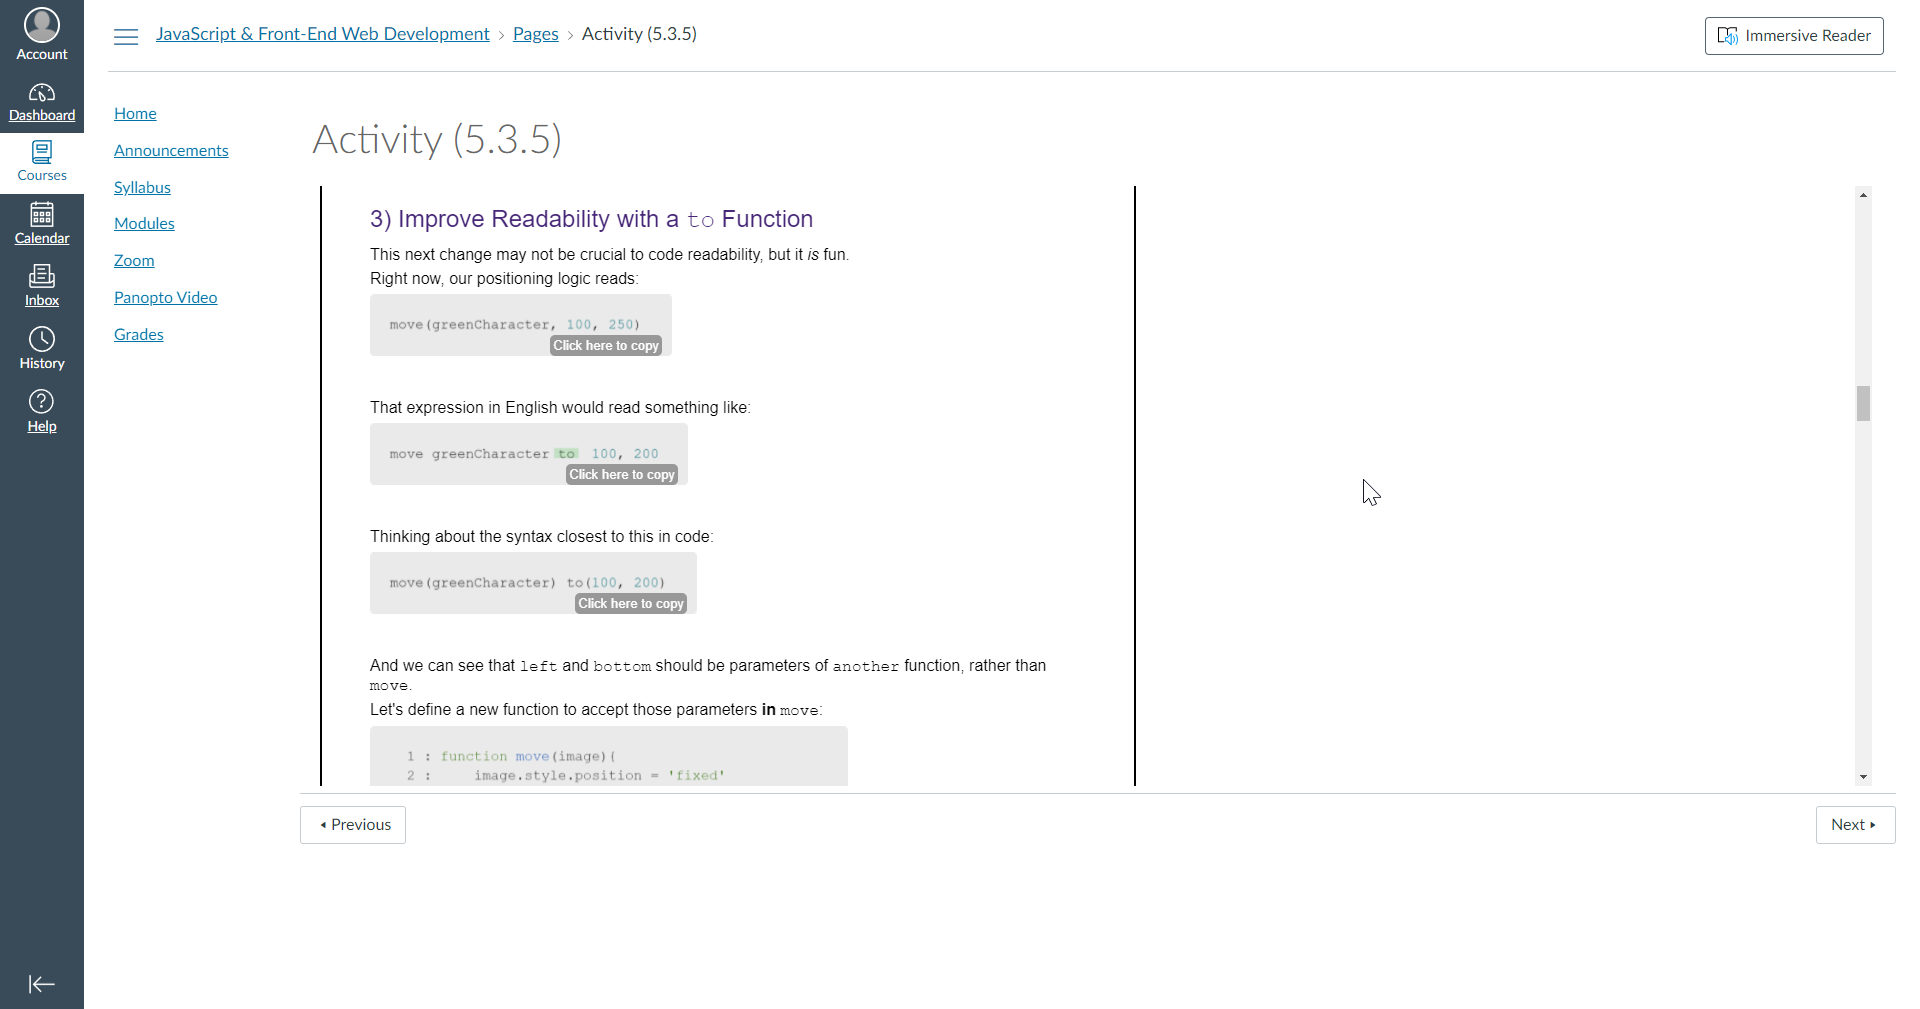 Account
Dashboard
Courses
Calendar
Inbox
History
Help
JavaScript & Front-End Web Development › Pages › Activity (5.3.5)
Immersive Reader
Home
Announcements
Syllabus
Modules
Zoom
Panopto Video
Grades
Activity (5.3.5)
3) Improve Readability with a to Function
This next change may not be crucial to code readability, but it is fun.
Right now, our positioning logic reads:
move(greenCharacter, 100, 250)
Click here to copy
That expression in English would read something like:
move greenCharacter to 100, 200
Click here to copy
Thinking about the syntax closest to this in code:
move(greenCharacter) to(100, 200)
Click here to copy
And we can see that left and bottom should be parameters of another function, rather than
move.
Let's define a new function to accept those parameters in move:
1 : function move(image){
2 : image.style.position = 'fixed'
Previous
Next